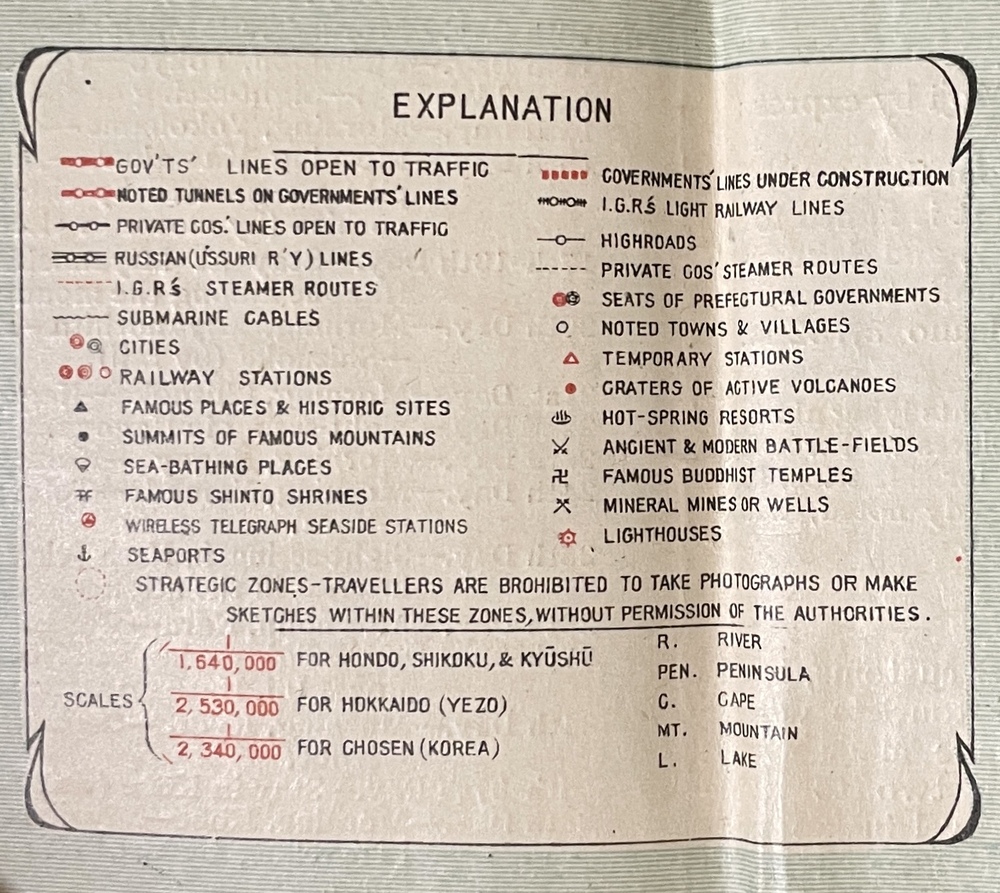 EXPLANATION
GOV'TS' LINES OPEN TO TRAFFIC
NOTED TUNNELS ON GOVERNMENTS' LINES
PRIVATE COS.' LINES OPEN TO TRAFFIC
RUSSIAN (USSURI R'Y) LINES
I.G.R'S STEAMER ROUTES
SUBMARINE CABLES
CITIES
RAILWAY STATIONS
FAMOUS PLACES & HISTORIC SITES
SUMMITS OF FAMOUS MOUNTAINS
SEA-BATHING PLACES
FAMOUS SHINTO SHRINES
WIRELESS TELEGRAPH SEASIDE STATIONS
SEAPORTS
GOVERNMENTS' LINES UNDER CONSTRUCTION
I.G.R'S LIGHT RAILWAY LINES
HIGHROADS
PRIVATE COS' STEAMER ROUTES
SEATS OF PREFECTURAL GOVERNMENTS
NOTED TOWNS & VILLAGES
TEMPORARY STATIONS
CRATERS OF ACTIVE VOLCANOES
HOT-SPRING RESORTS
ANCIENT & MODERN BATTLE-FIELDS
FAMOUS BUDDHIST TEMPLES
MINERAL MINES OR WELLS
LIGHTHOUSES
STRATEGIC ZONES-TRAVELLERS ARE BROHIBITED TO TAKE PHOTOGRAPHS OR MAKE
SKETCHES WITHIN THESE ZONES, WITHOUT PERMISSION OF THE AUTHORITIES.
SCALES
1
1,640,000 FOR HONDO, SHIKOKU, & KYŪSHŪ
1
2,530,000 FOR HOKKAIDO (YEZO)
1
2,340,000 FOR CHOSEN (KOREA)
R. RIVER
PEN. PENINSULA
C. CAPE
MT. MOUNTAIN
L. LAKE